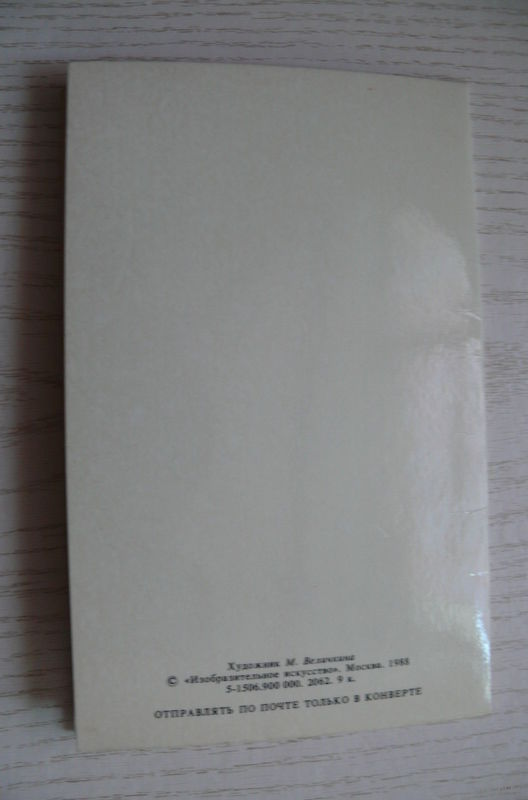 Художник М. Величкина
© «Изобразительное искусство». Москва. 1988
5-1506.900 000. 2062. 9 к.
ОТПРАВЛЯТЬ ПО ПОЧТЕ ТОЛЬКО В КОНВЕРТЕ